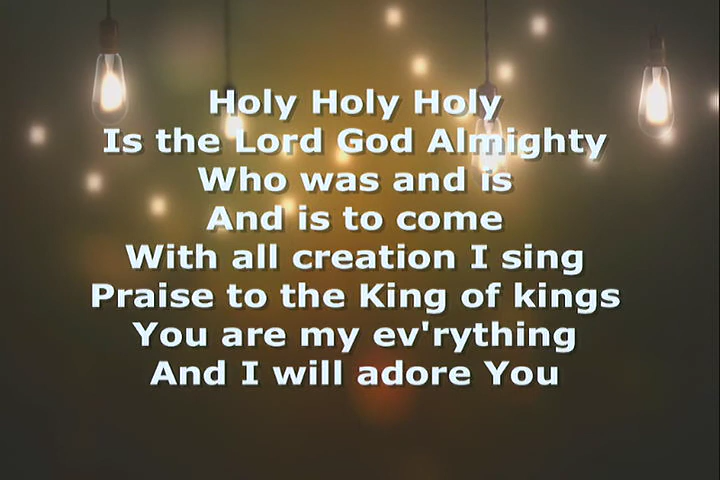 Holy Holy Holy
Is the Lord God Almighty
Who was and is
And is to come
With all creation I sing
Praise to the King of kings
You are my ev'rything
And I will adore You